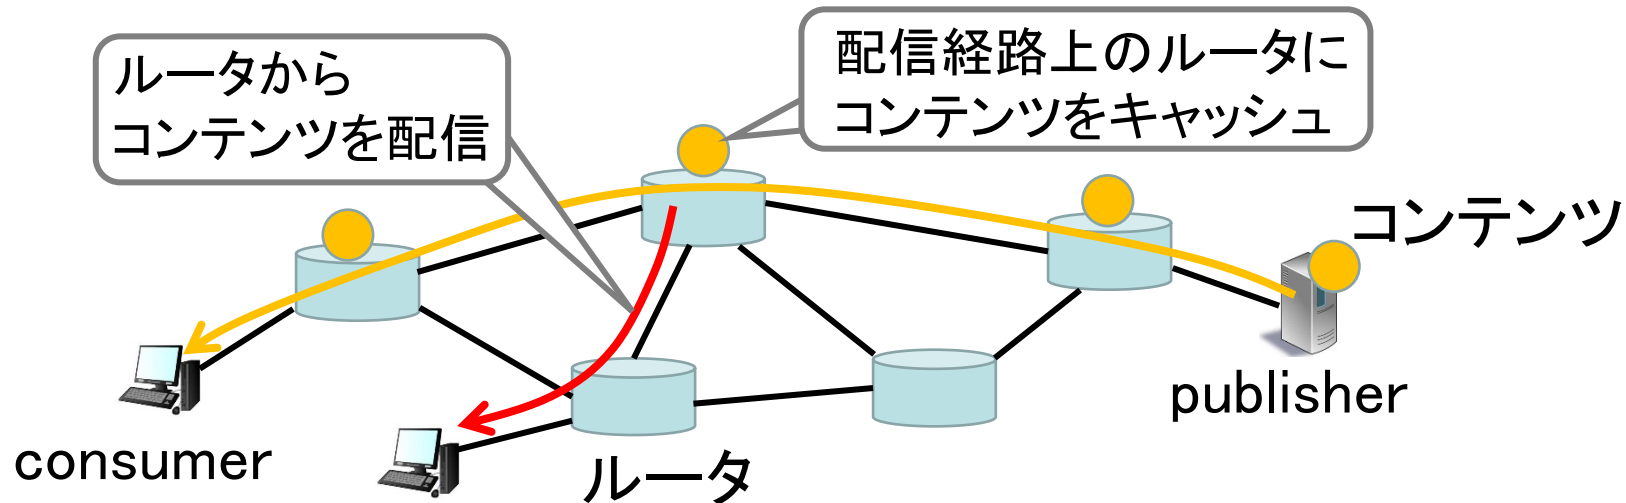 ルータから
コンテンツを配信
配信経路上のルータに
コンテンツをキャッシュ
コンテンツ
publisher
consumer
ルータ